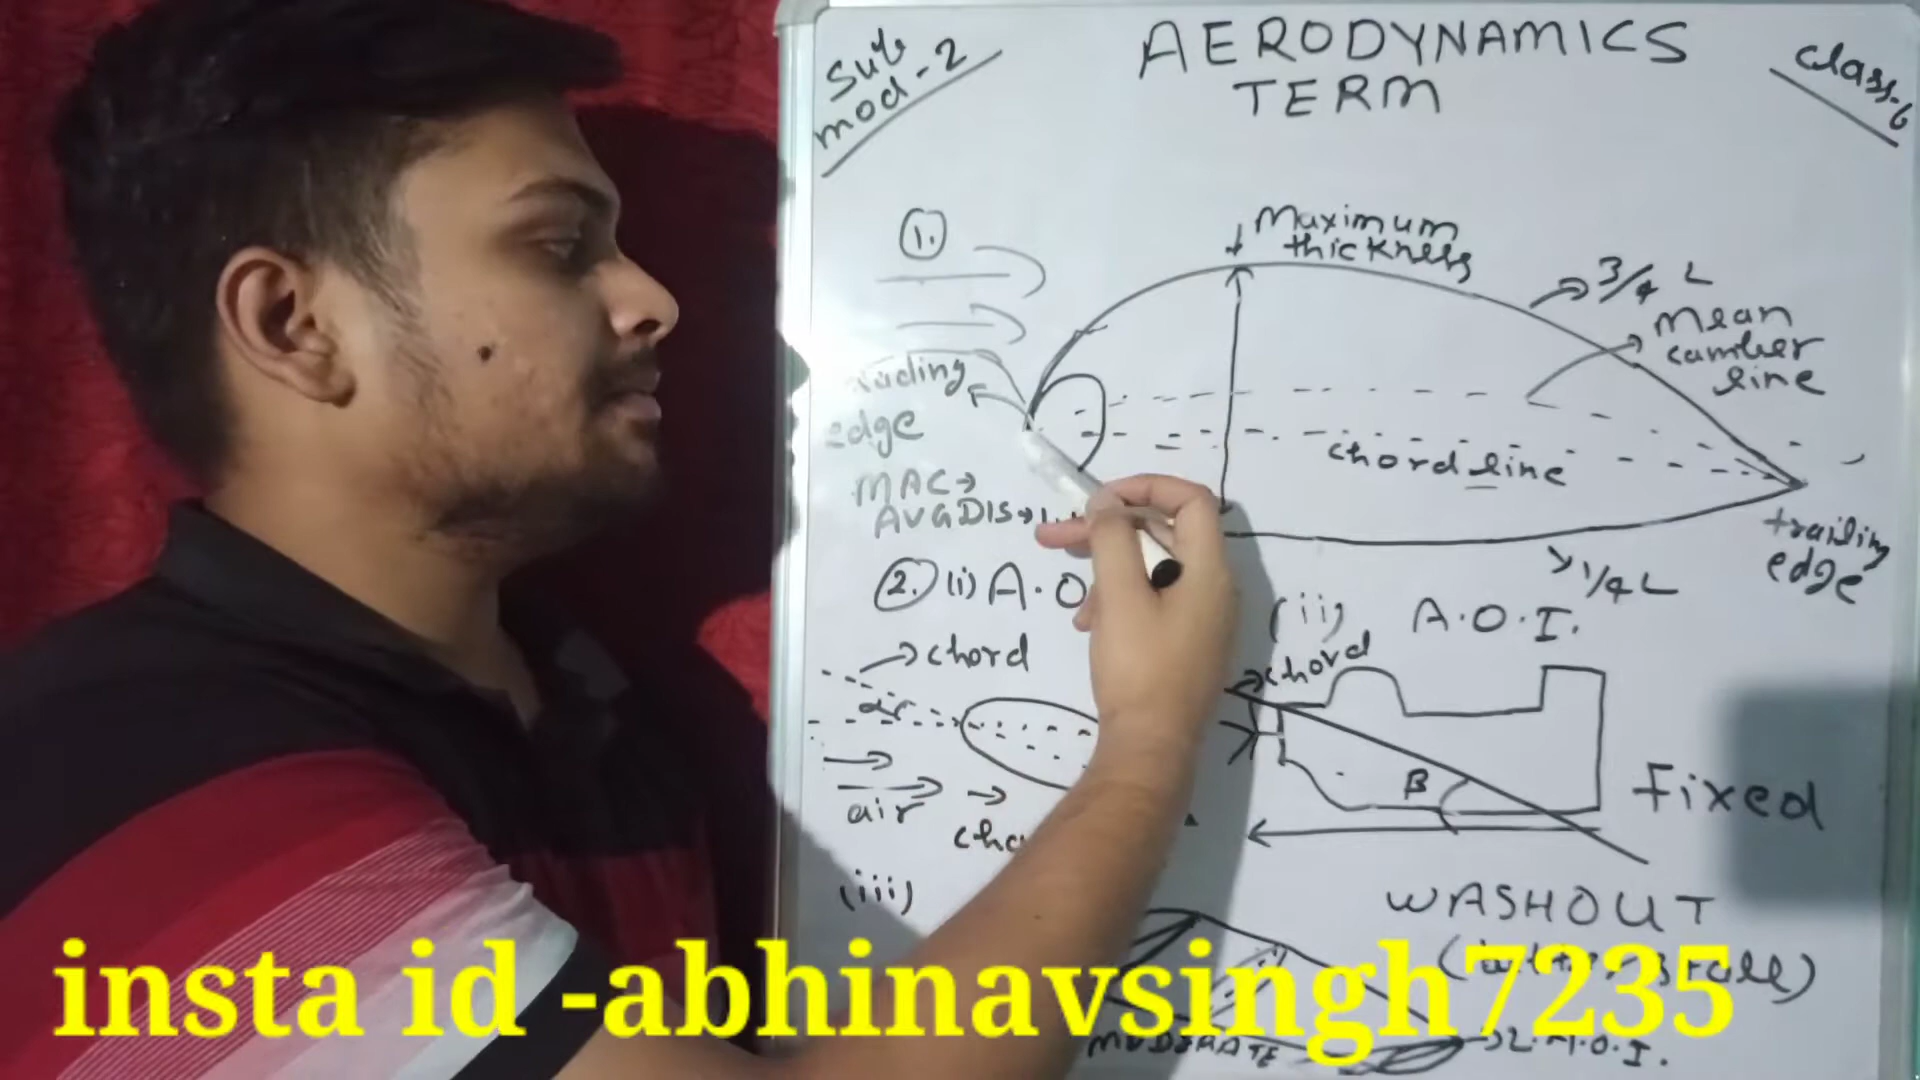 Sub
mod-2
AERODYNAMICS
TERM
Class-6
1.
Maximum
thickness
3/4 L
Mean
camber
line
edge
chord line
MAC→
AVGDIS→
trailing
edge
1/4 L
2. (i) A.O
(ii) A.O.I.
chord
chord
air
air
β
Fixed
(iii)
WASHOUT
MODERATE
insta id -abhinavsingh7235